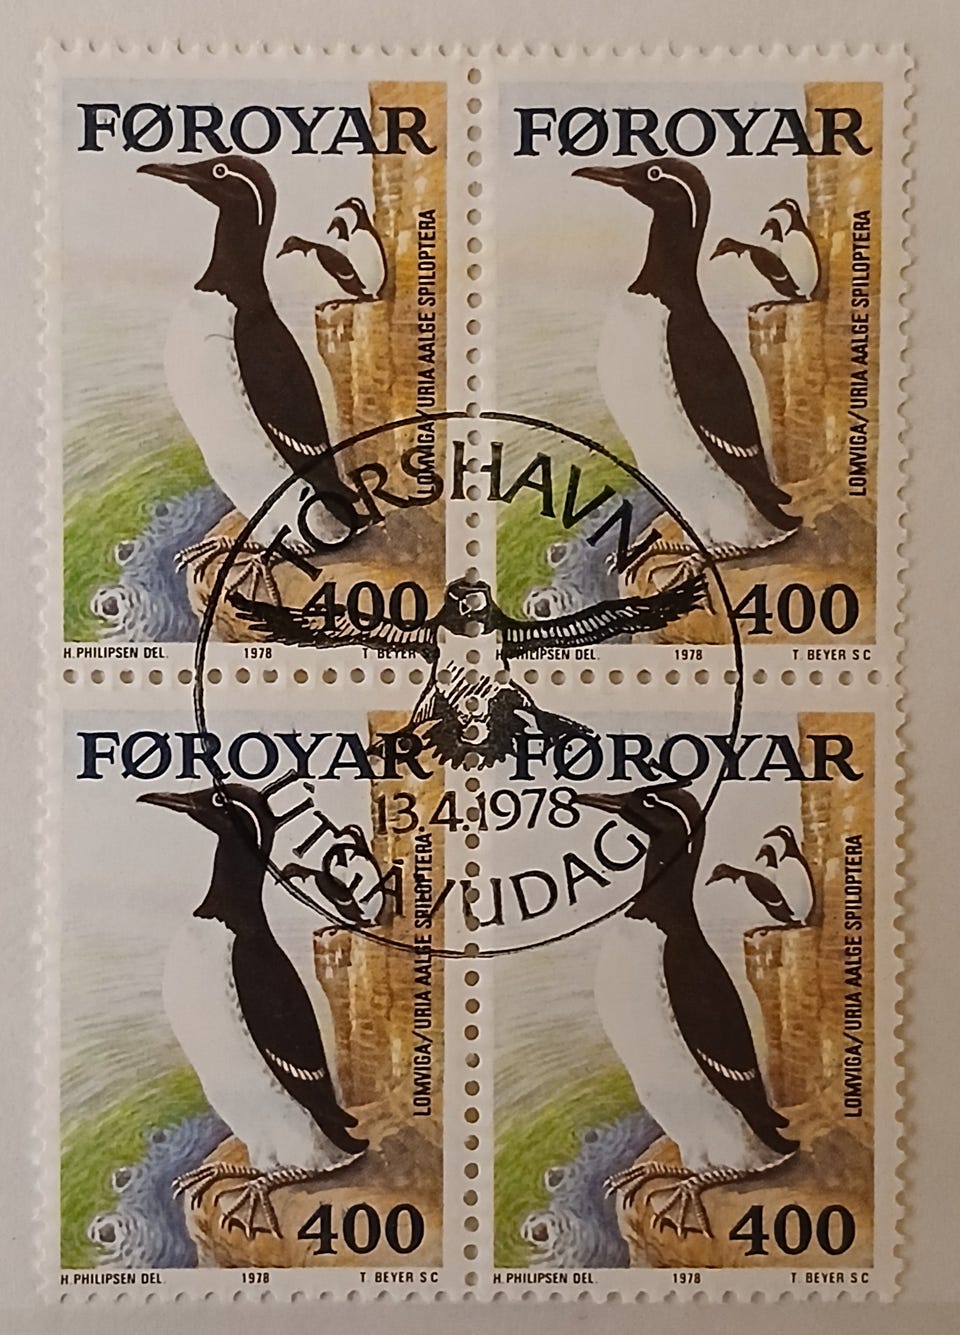 FØROYAR
LOMVIGA/URIA AALGE SPILOPTERA
400
H.PHILIPSEN DEL. 1978 T. BEYER SC
FØROYAR
LOMVIGA/URIA AALGE SPILOPTERA
400
H.PHILIPSEN DEL. 1978 T. BEYER SC
TÓRSHAVN
13.4.1978
ÚTGÁVUDAG
FØROYAR
LOMVIGA/URIA AALGE SPILOPTERA
400
H.PHILIPSEN DEL. 1978 T. BEYER SC
FØROYAR
LOMVIGA/URIA AALGE SPILOPTERA
400
H.PHILIPSEN DEL. 1978 T. BEYER SC